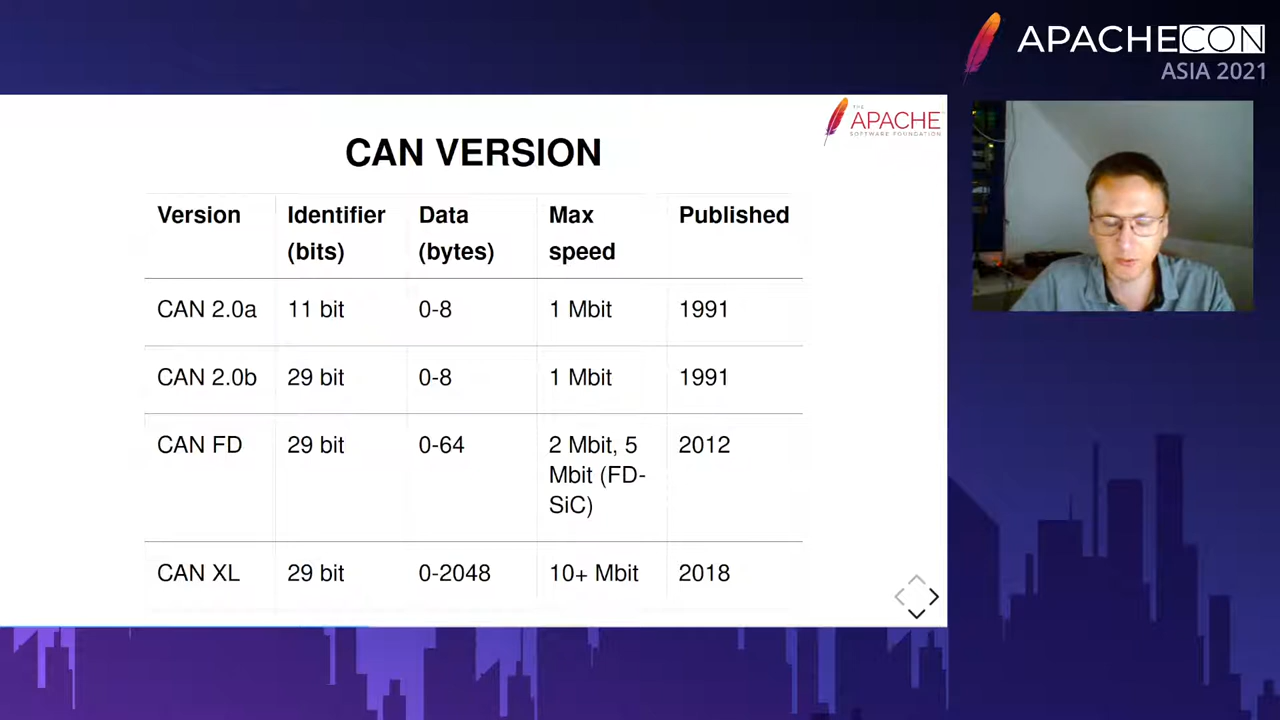 APACHECON
ASIA 2021
THE
APACHE
SOFTWARE FOUNDATION
CAN VERSION
Version Identifier (bits) Data (bytes) Max speed Published
CAN 2.0a 11 bit 0-8 1 Mbit 1991
CAN 2.0b 29 bit 0-8 1 Mbit 1991
CAN FD 29 bit 0-64 2 Mbit, 5 Mbit (FD-SiC) 2012
CAN XL 29 bit 0-2048 10+ Mbit 2018